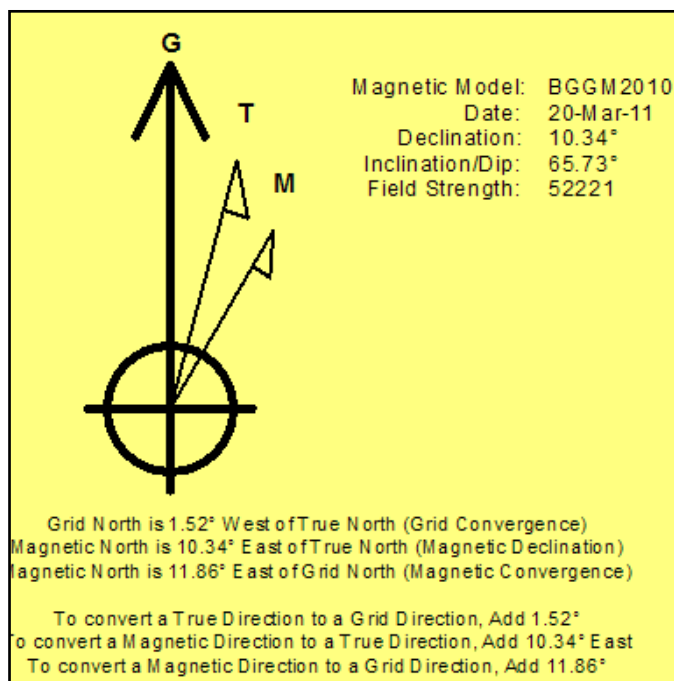 G
T
M
Magnetic Model: BGGM2010
Date: 20-Mar-11
Declination: 10.34°
Inclination/Dip: 65.73°
Field Strength: 52221
Grid North is 1.52° West of True North (Grid Convergence)
Magnetic North is 10.34° East of True North (Magnetic Declination)
Magnetic North is 11.86° East of Grid North (Magnetic Convergence)
To convert a True Direction to a Grid Direction, Add 1.52°
To convert a Magnetic Direction to a True Direction, Add 10.34° East
To convert a Magnetic Direction to a Grid Direction, Add 11.86°